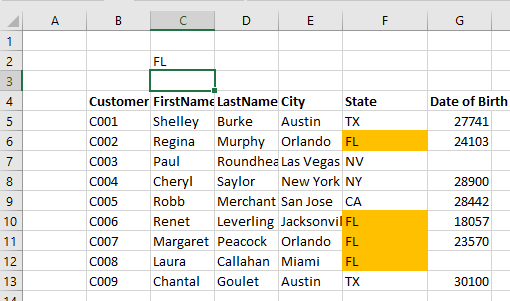 A B C D E F G
1
2 FL
3
4 Customer FirstName LastName City State Date of Birth
5 C001 Shelley Burke Austin TX 27741
6 C002 Regina Murphy Orlando FL 24103
7 C003 Paul Roundhea Las Vegas NV
8 C004 Cheryl Saylor New York NY 28900
9 C005 Robb Merchant San Jose CA 28442
10 C006 Renet Leverling Jacksonvil FL 18057
11 C007 Margaret Peacock Orlando FL 23570
12 C008 Laura Callahan Miami FL
13 C009 Chantal Goulet Austin TX 30100